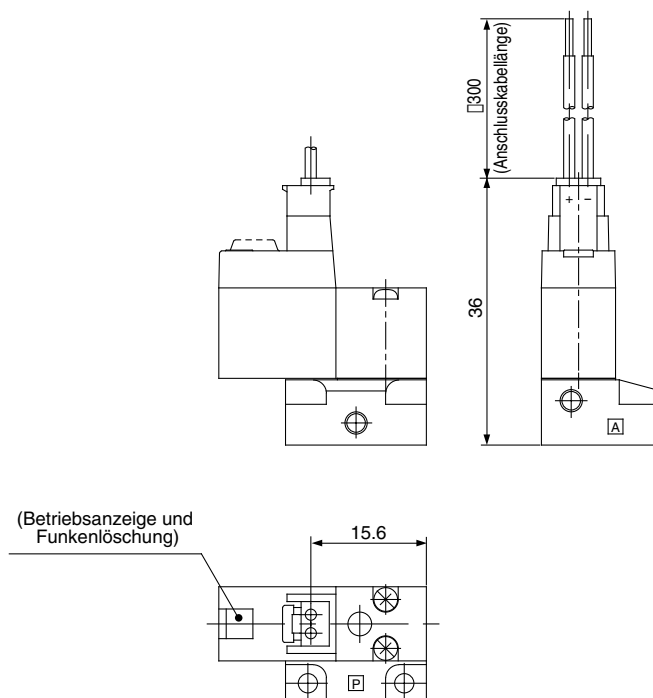 □300
(Anschlusskabellänge)
+ −
36
A
(Betriebsanzeige und
Funkenlöschung)
15.6
P